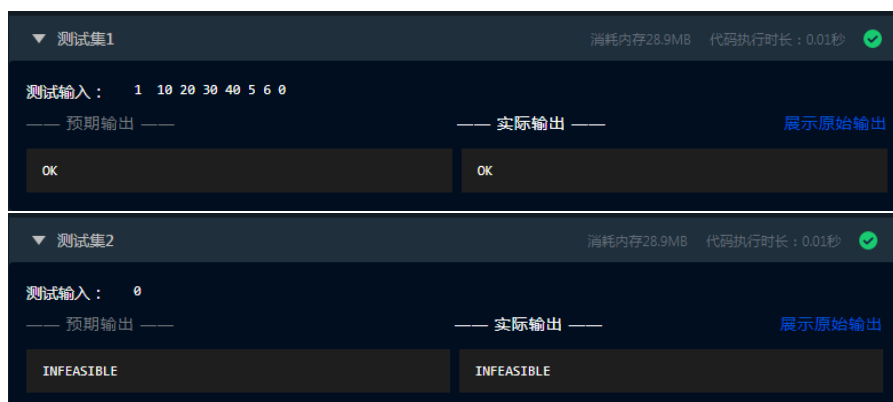 ▼ 测试集1 消耗内存28.9MB 代码执行时长：0.01秒
测试输入： 1 10 20 30 40 5 6 0
—— 预期输出 —— —— 实际输出 —— 展示原始输出
OK OK
▼ 测试集2 消耗内存28.9MB 代码执行时长：0.01秒
测试输入： 0
—— 预期输出 —— —— 实际输出 —— 展示原始输出
INFEASIBLE INFEASIBLE